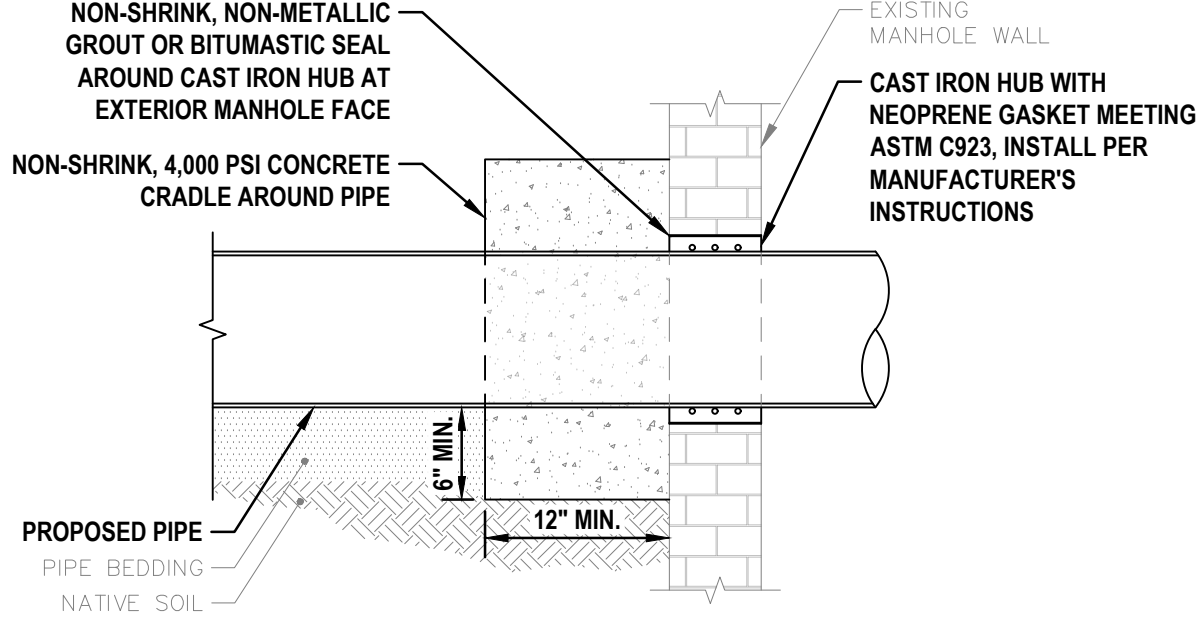 NON-SHRINK, NON-METALLIC
GROUT OR BITUMASTIC SEAL
AROUND CAST IRON HUB AT
EXTERIOR MANHOLE FACE
NON-SHRINK, 4,000 PSI CONCRETE
CRADLE AROUND PIPE
EXISTING
MANHOLE WALL
CAST IRON HUB WITH
NEOPRENE GASKET MEETING
ASTM C923, INSTALL PER
MANUFACTURER'S
INSTRUCTIONS
6" MIN.
12" MIN.
PROPOSED PIPE
PIPE BEDDING
NATIVE SOIL